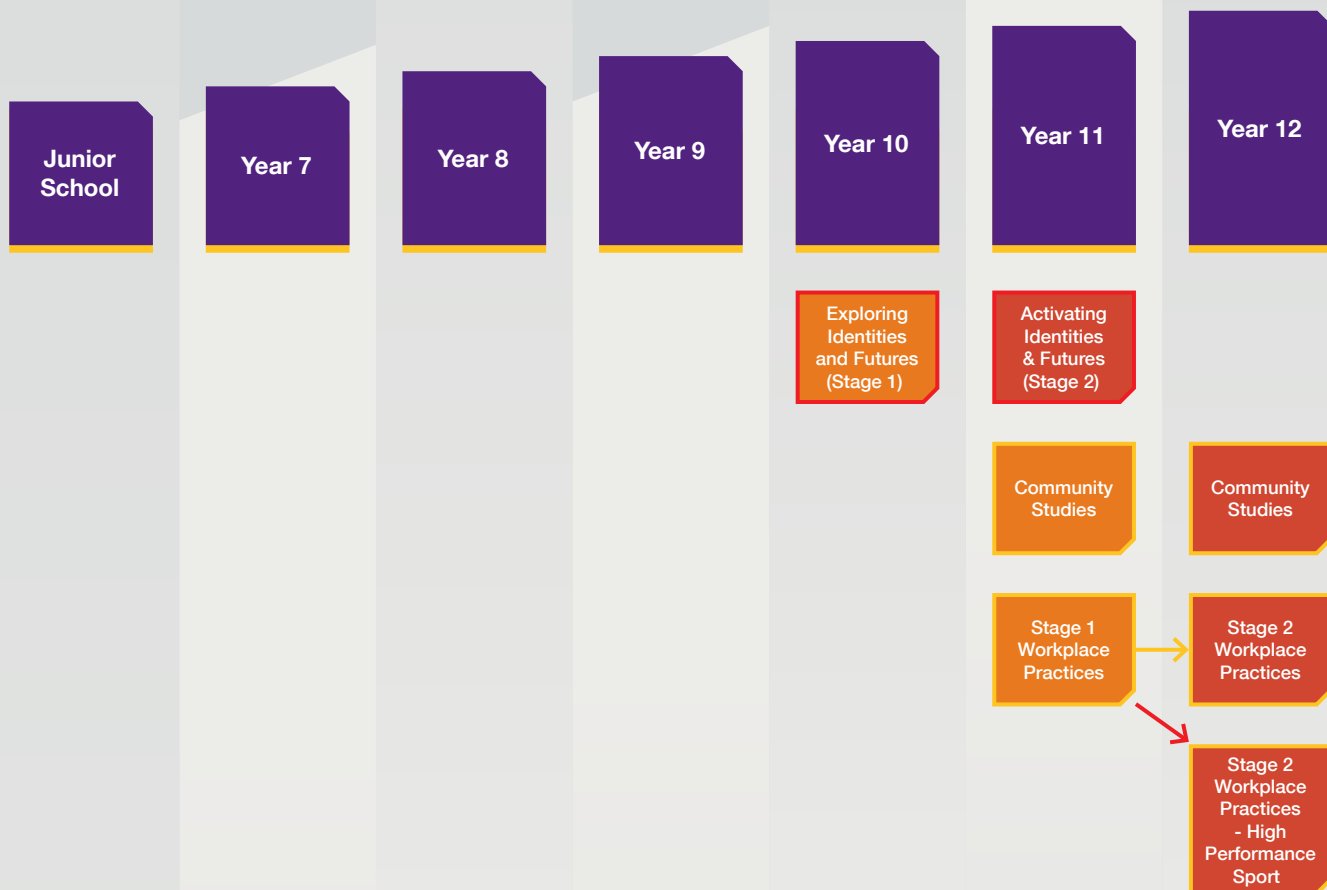 Junior
School
Year 7
Year 8
Year 9
Year 10
Year 11
Year 12
Exploring
Identities
and Futures
(Stage 1)
Activating
Identities
& Futures
(Stage 2)
Community
Studies
Community
Studies
Stage 1
Workplace
Practices
Stage 2
Workplace
Practices
Stage 2
Workplace
Practices
- High
Performance
Sport